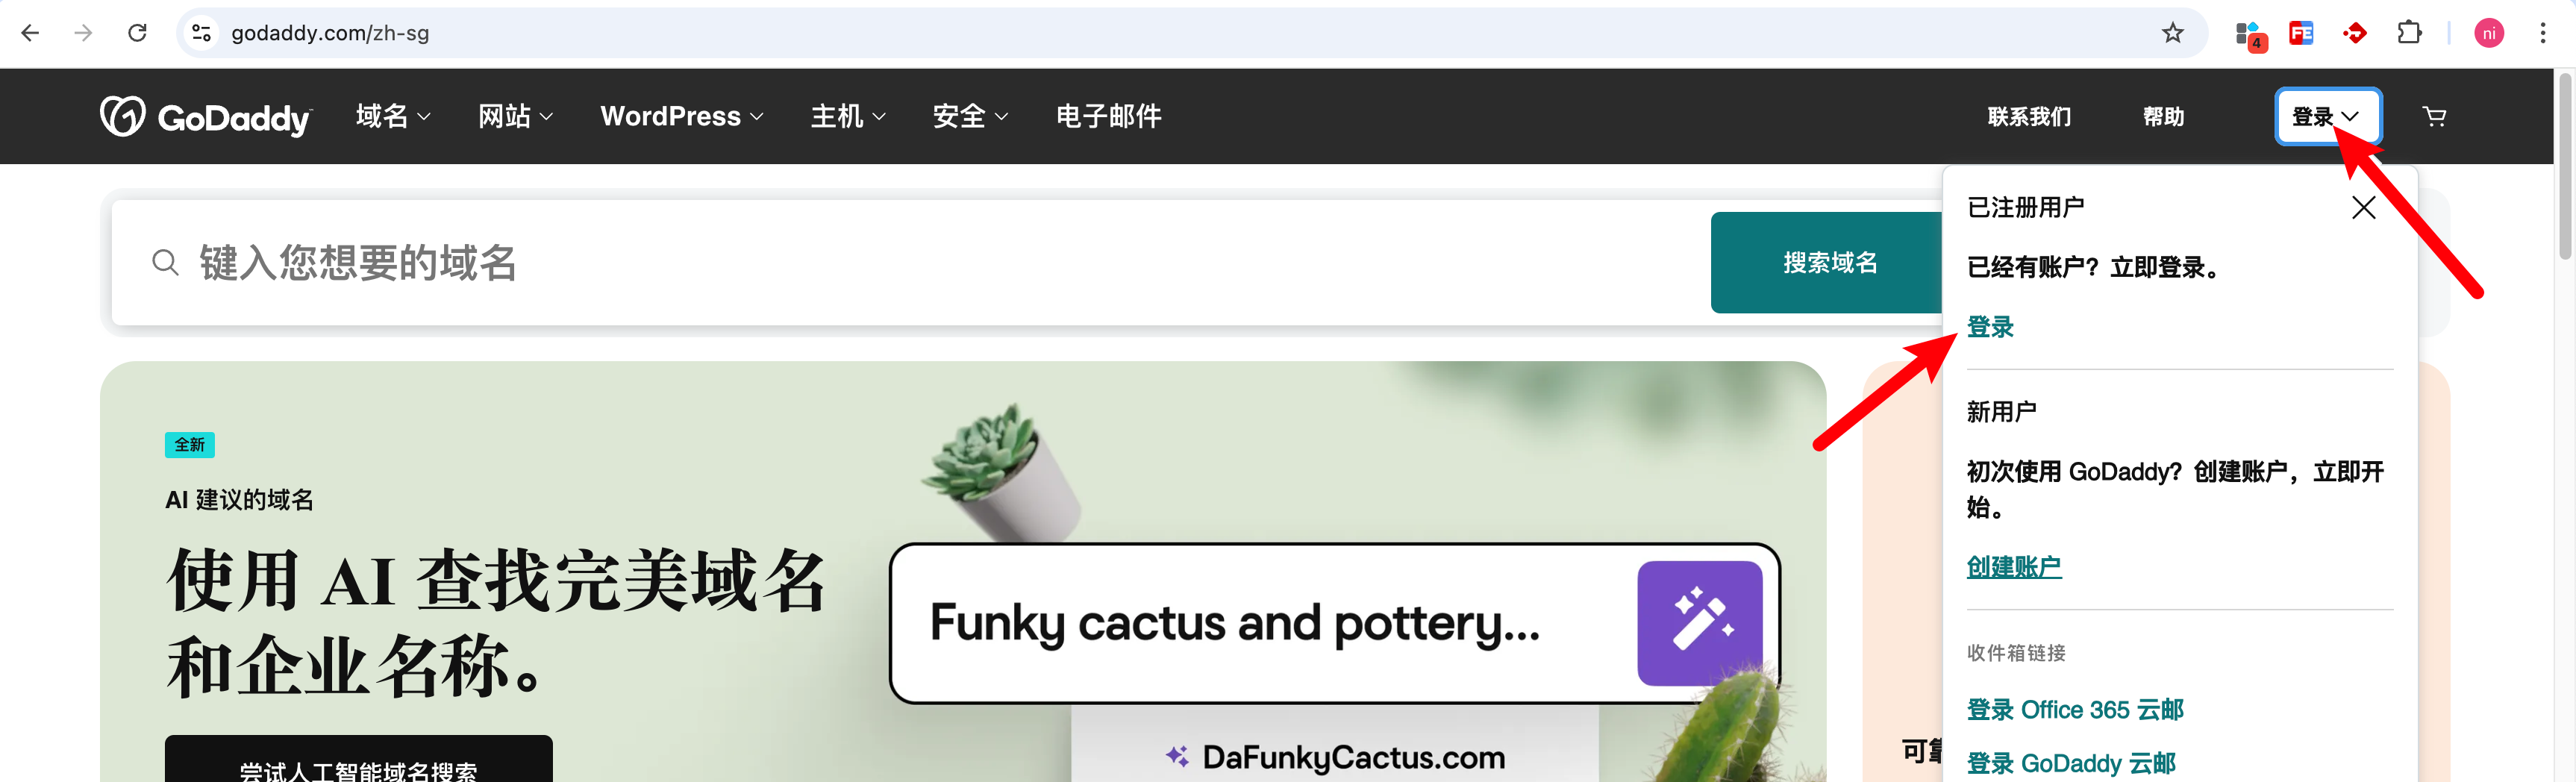 godaddy.com/zh-sg
4
FE
ni
GoDaddy
域名
网站
WordPress
主机
安全
电子邮件
联系我们
帮助
登录
键入您想要的域名
搜索域名
已注册用户
已经有账户？立即登录。
登录
新用户
初次使用 GoDaddy？创建账户，立即开
始。
创建账户
收件箱链接
登录 Office 365 云邮
登录 GoDaddy 云邮
全新
AI 建议的域名
使用 AI 查找完美域名
和企业名称。
尝试人工智能域名搜索
Funky cactus and pottery...
DaFunkyCactus.com
可靠